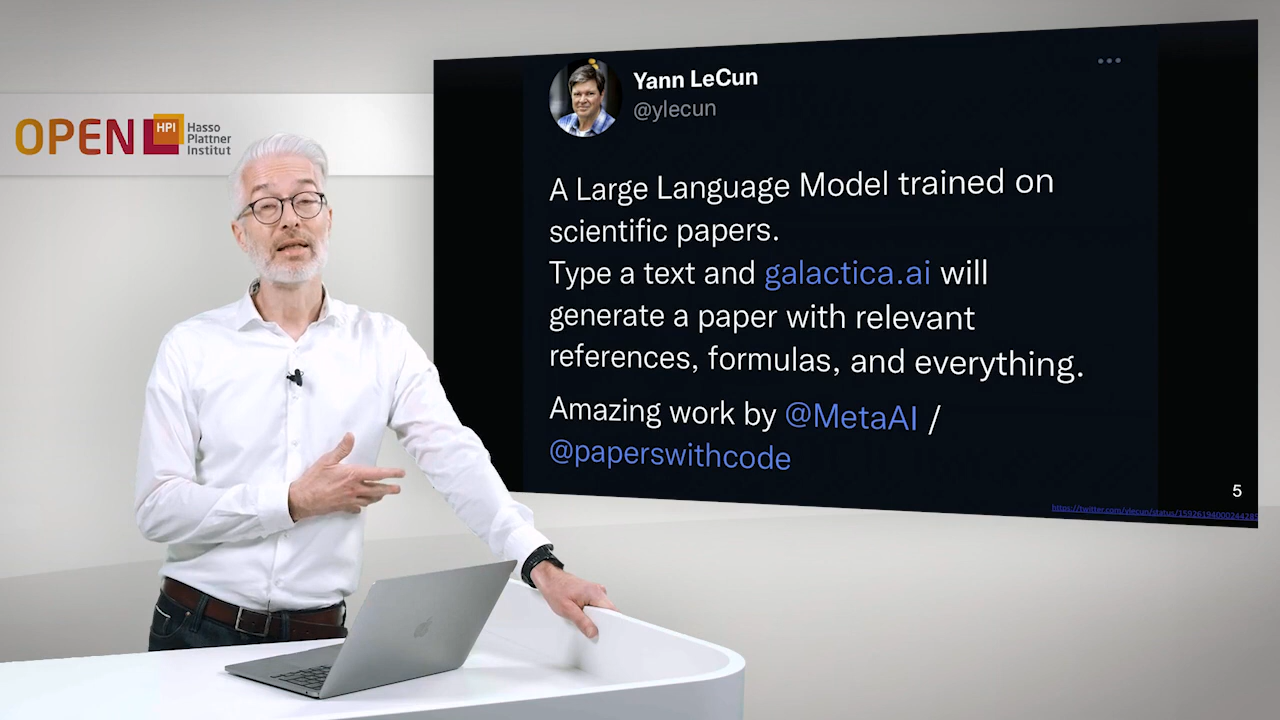 OPEN HPI Hasso
Plattner
Institut
Yann LeCun
@ylecun
A Large Language Model trained on
scientific papers.
Type a text and galactica.ai will
generate a paper with relevant
references, formulas, and everything.
Amazing work by @MetaAI /
@paperswithcode
5